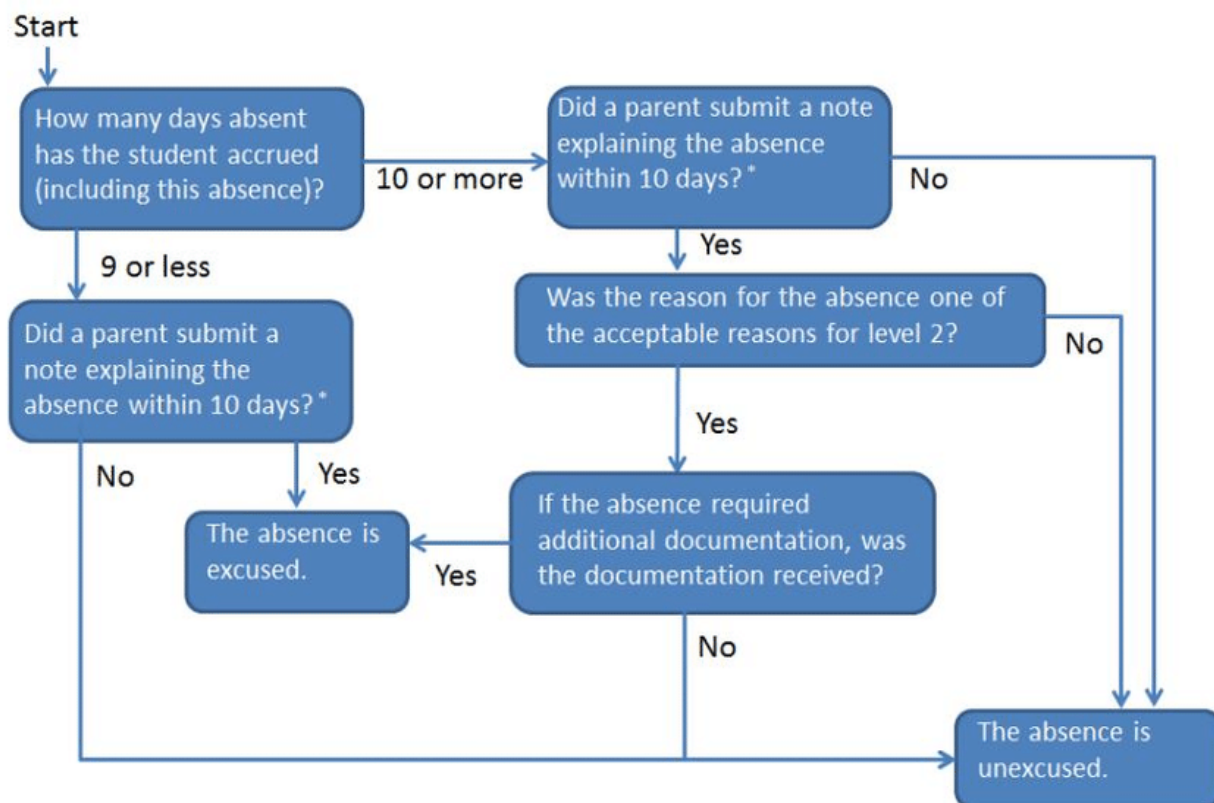 Start
How many days absent
has the student accrued
(including this absence)?
10 or more
Did a parent submit a note
explaining the absence
within 10 days?*
No
Yes
9 or less
Was the reason for the absence one of
the acceptable reasons for level 2?
No
Did a parent submit a
note explaining the
absence within 10 days?*
Yes
No
Yes
If the absence required
additional documentation, was
the documentation received?
The absence is
excused.
Yes
No
The absence is
unexcused.